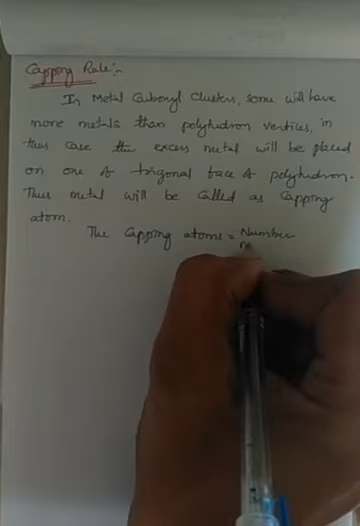 Capping Rule:-
In Metal Carbonyl Clusters, some will have
more metals than polyhedron vertices, in
this case the excess metal will be placed
on one of trigonal face of polyhedron.
This metal will be called as Capping
atom.
The Capping atoms = Number